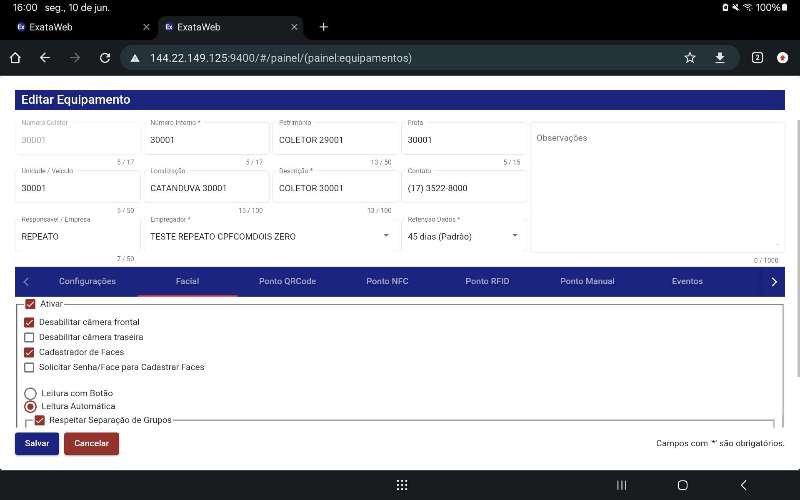 16:00 seg., 10 de jun. 100%
Ex ExataWeb
Ex ExataWeb
144.22.149.125:9400/#/painel/(painel:equipamentos) 2
Editar Equipamento
Número Coletor Número Interno * Patrimônio Frota
30001 30001 COLETOR 29001 30001 Observações
5 / 17 5 / 17 13 / 50 5 / 15
Unidade / Veículo Localização Descrição * Contato
30001 CATANDUVA 30001 COLETOR 30001 (17) 3522-8000
5 / 50 15 / 100 13 / 100
Responsável / Empresa Empregador * Retenção Dados *
REPEATO TESTE REPEATO CPFCOMDOIS ZERO 45 dias (Padrão)
7 / 50 0 / 1000
Configurações Facial Ponto QRCode Ponto NFC Ponto RFID Ponto Manual Eventos
Ativar
Desabilitar câmera frontal
Desabilitar câmera traseira
Cadastrador de Faces
Solicitar Senha/Face para Cadastrar Faces
Leitura com Botão
Leitura Automática
Respeitar Separação de Grupos
Salvar Cancelar Campos com '*' são obrigatórios.